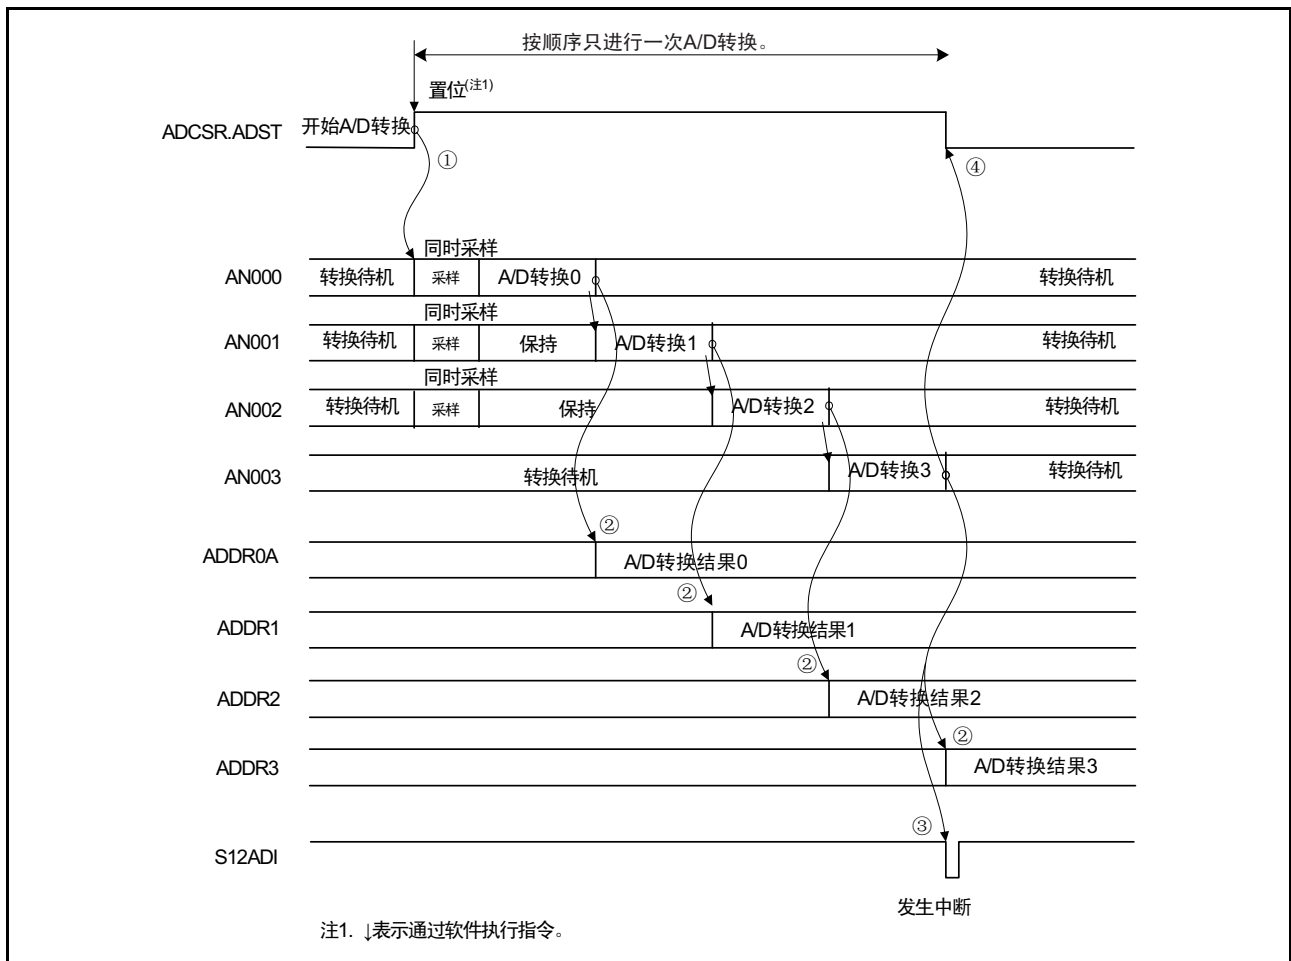 按顺序只进行一次A/D转换。
置位(注1)
ADCSR.ADST 开始A/D转换
①
④
同时采样
AN000 转换待机 采样 A/D转换0 转换待机
同时采样
AN001 转换待机 采样 保持 A/D转换1 转换待机
同时采样
AN002 转换待机 采样 保持 A/D转换2 转换待机
AN003 转换待机 A/D转换3 转换待机
②
ADDR0A A/D转换结果0
②
ADDR1 A/D转换结果1
②
ADDR2 A/D转换结果2
②
ADDR3 A/D转换结果3
③
S12ADI
发生中断
注1. ↓表示通过软件执行指令。